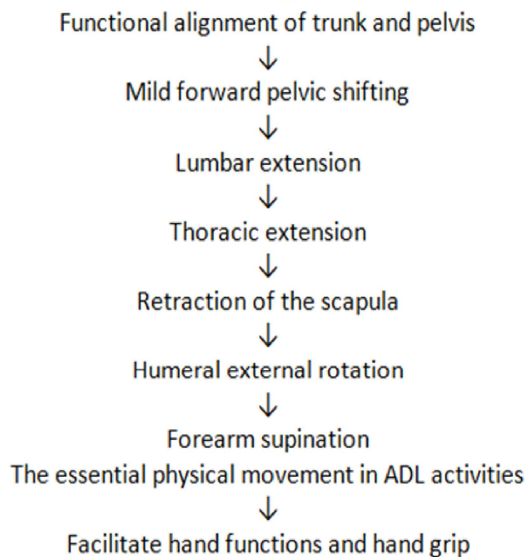 Functional alignment of trunk and pelvis
↓
Mild forward pelvic shifting
↓
Lumbar extension
↓
Thoracic extension
↓
Retraction of the scapula
↓
Humeral external rotation
↓
Forearm supination
The essential physical movement in ADL activities
↓
Facilitate hand functions and hand grip